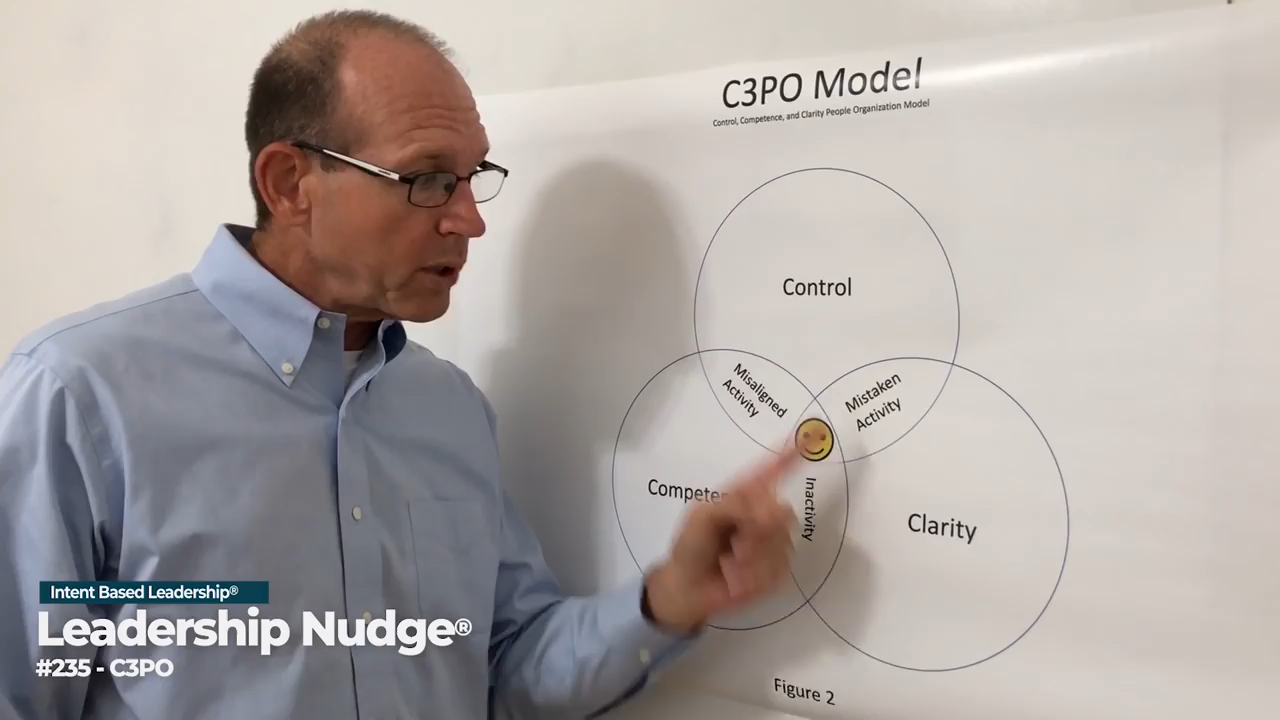 C3PO Model
Control, Competence, and Clarity People Organization Model
Control
Misaligned
Activity
Mistaken
Activity
Inactivity
Clarity
Figure 2
Intent Based Leadership®
Leadership Nudge®
#235 - C3PO